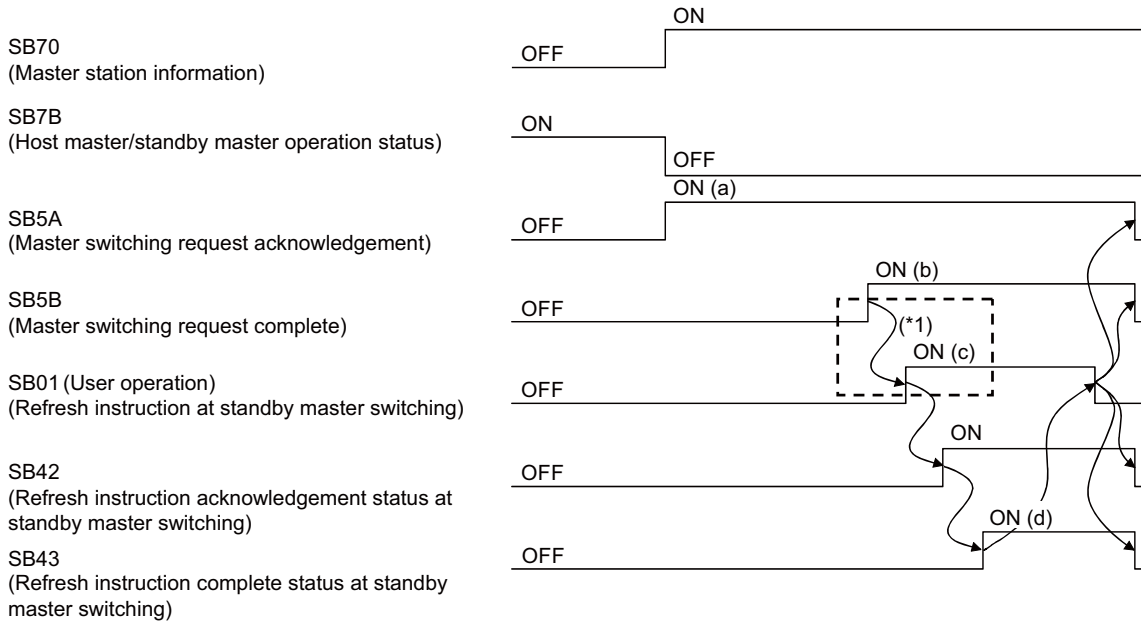 ON
SB70
(Master station information)
OFF
SB7B
(Host master/standby master operation status)
ON
OFF
ON (a)
SB5A
(Master switching request acknowledgement)
OFF
ON (b)
SB5B
(Master switching request complete)
OFF
(*1)
ON (c)
SB01 (User operation)
(Refresh instruction at standby master switching)
OFF
ON
SB42
(Refresh instruction acknowledgement status at
standby master switching)
OFF
ON (d)
SB43
(Refresh instruction complete status at standby
master switching)
OFF